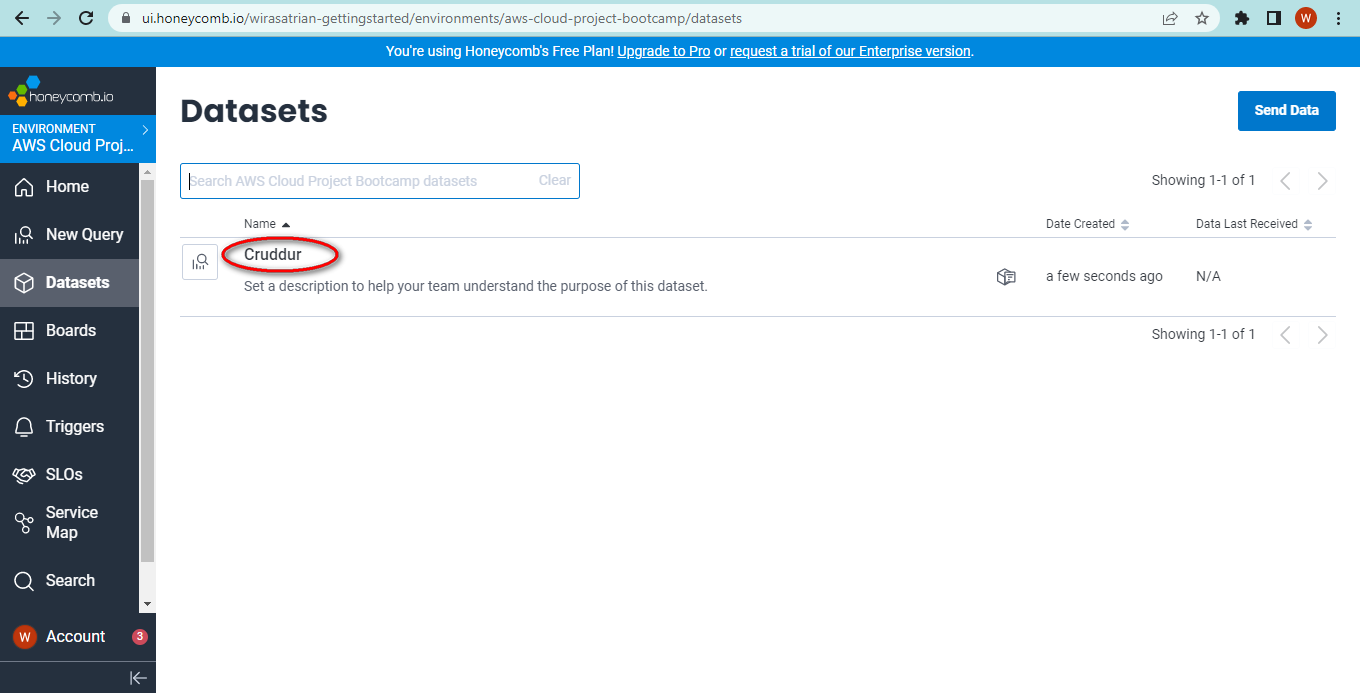 ui.honeycomb.io/wirasatrian-gettingstarted/environments/aws-cloud-project-bootcamp/datasets
W
You're using Honeycomb's Free Plan! Upgrade to Pro or request a trial of our Enterprise version.
honeycomb.io
ENVIRONMENT
AWS Cloud Proj...
Home
New Query
Datasets
Boards
History
Triggers
SLOs
Service
Map
Search
W Account 3
Datasets
Send Data
Search AWS Cloud Project Bootcamp datasets Clear
Showing 1-1 of 1
Name Date Created Data Last Received
Cruddur
Set a description to help your team understand the purpose of this dataset.
a few seconds ago N/A
Showing 1-1 of 1